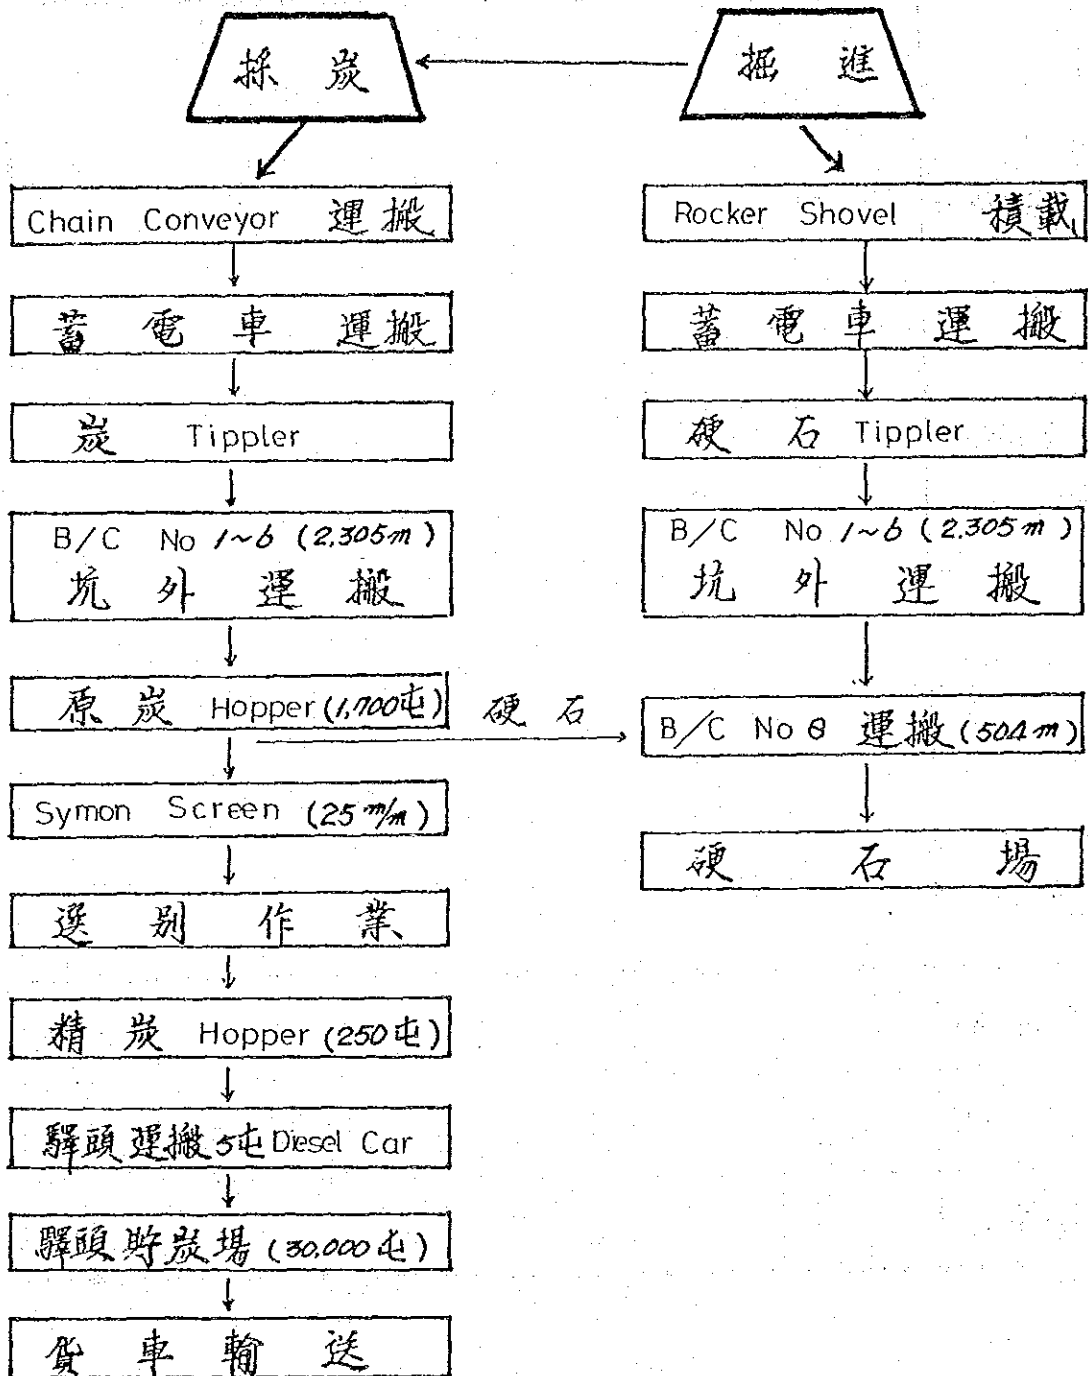 採 炭
掘 進
Chain Conveyor 運搬
蓄 電 車 運搬
炭 Tippler
B/C No 1~6 (2,305m)
坑 外 運 搬
原 炭 Hopper (1,700屯)
硬 石
Symon Screen (25 m/m)
選 別 作 業
精 炭 Hopper (250屯)
驛頭運搬 5屯 Diesel Car
驛頭貯炭場 (30,000屯)
貨 車 輸 送
Rocker Shovel 積載
蓄 電 車 運 搬
硬 石 Tippler
B/C No 1~6 (2,305m)
坑 外 運 搬
B/C No 8 運搬 (504m)
硬 石 場